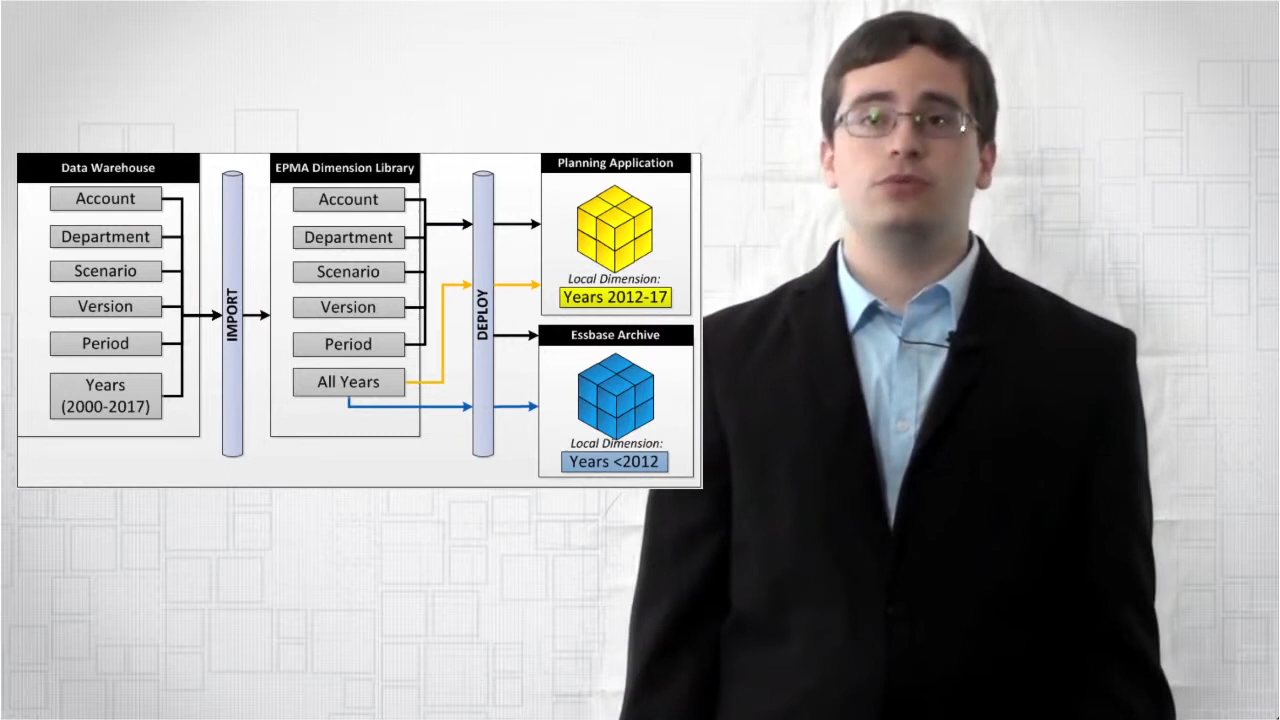 Data Warehouse
Account
Department
Scenario
Version
Period
Years
(2000-2017)
IMPORT
EPMA Dimension Library
Account
Department
Scenario
Version
Period
All Years
DEPLOY
Planning Application
Local Dimension:
Years 2012-17
Essbase Archive
Local Dimension:
Years <2012